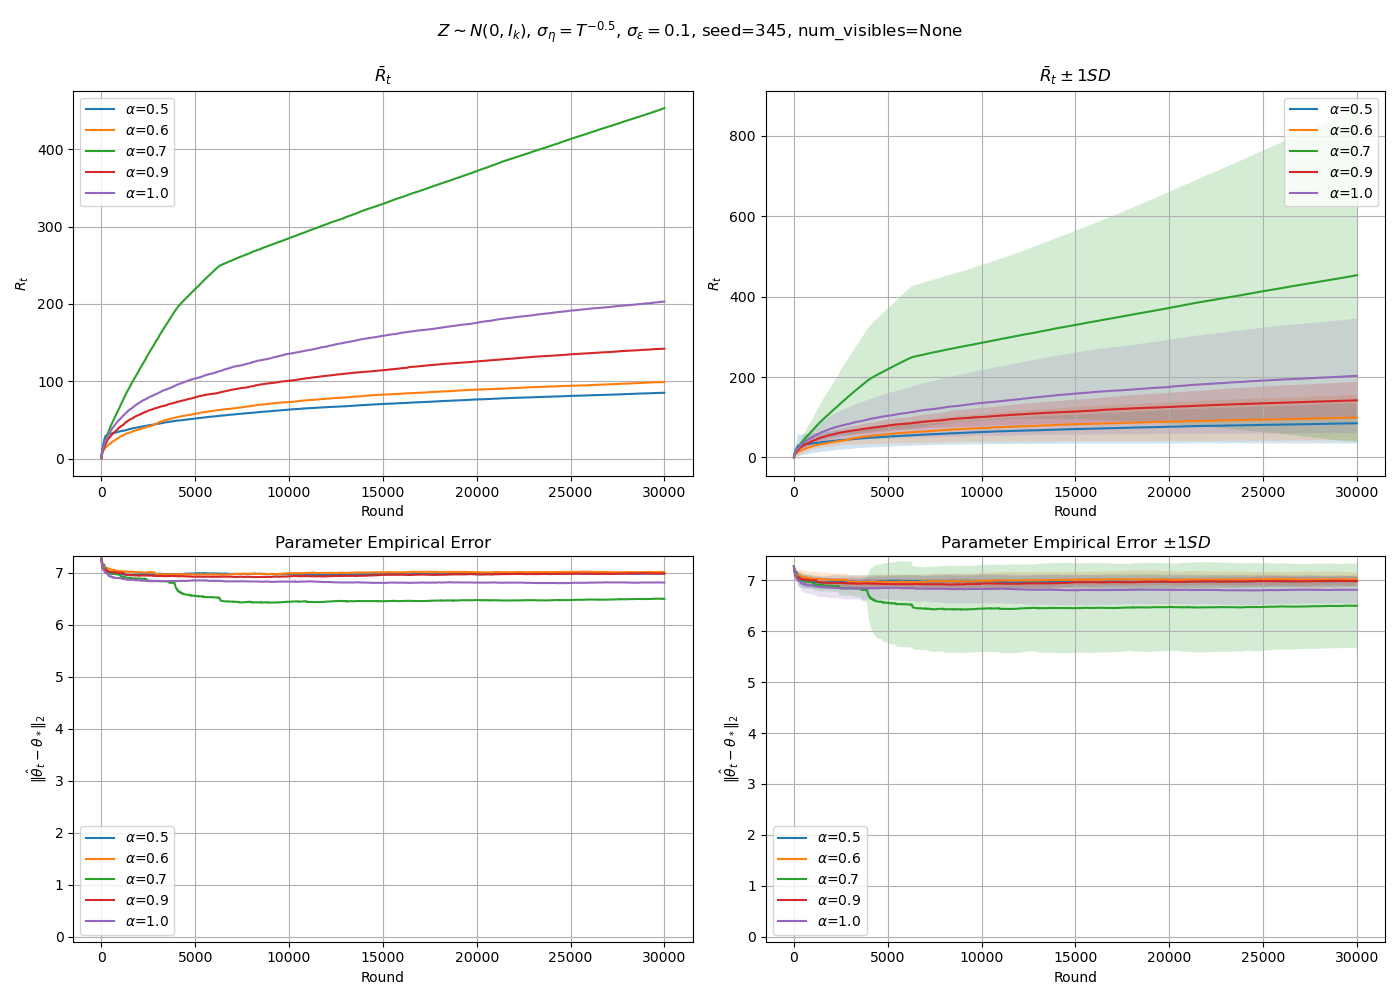 Z ~ N(0, I_k), σ_η = T^{−0.5}, σ_ε = 0.1, seed=345, num_visibles=None
R̄_t
R_t
400
300
200
100
0
0 5000 10000 15000 20000 25000 30000
Round
α=0.5
α=0.6
α=0.7
α=0.9
α=1.0
R̄_t ± 1SD
R_t
800
600
400
200
0
0 5000 10000 15000 20000 25000 30000
Round
α=0.5
α=0.6
α=0.7
α=0.9
α=1.0
Parameter Empirical Error
‖θ̂_t − θ_*‖₂
7
6
5
4
3
2
1
0
0 5000 10000 15000 20000 25000 30000
Round
α=0.5
α=0.6
α=0.7
α=0.9
α=1.0
Parameter Empirical Error ±1SD
‖θ̂_t − θ_*‖₂
7
6
5
4
3
2
1
0
0 5000 10000 15000 20000 25000 30000
Round
α=0.5
α=0.6
α=0.7
α=0.9
α=1.0